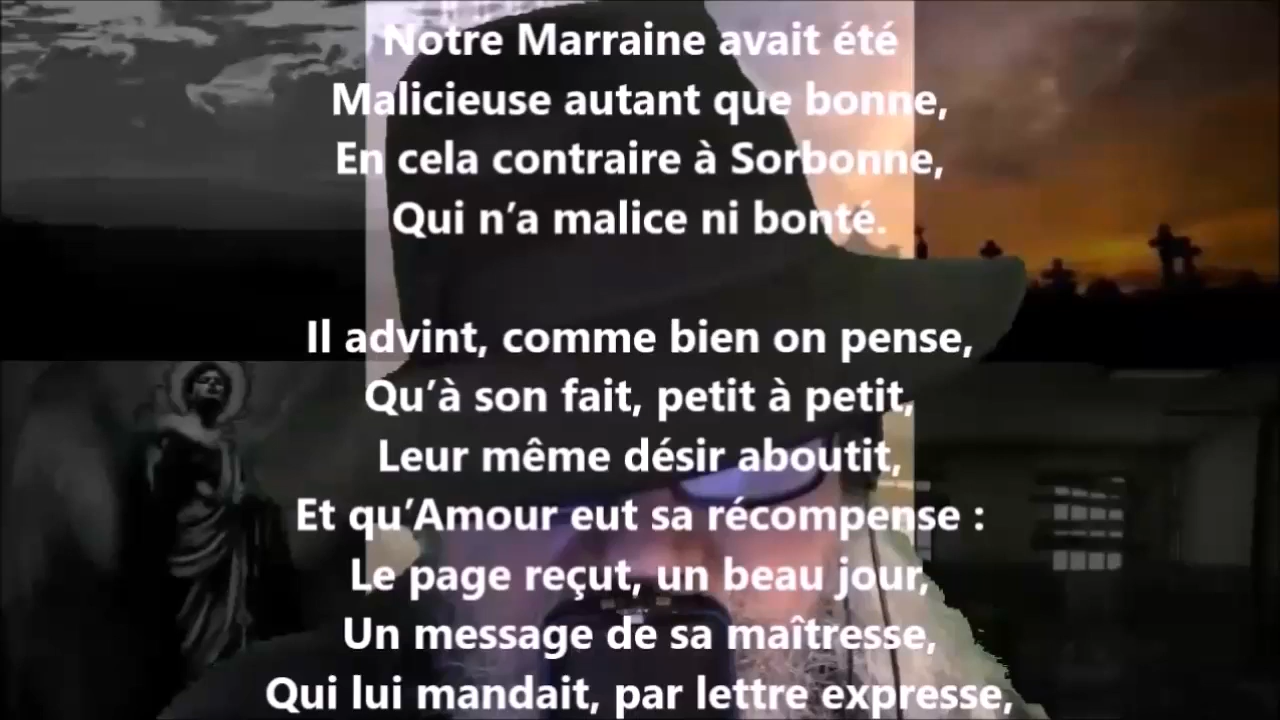 Notre Marraine avait été
Malicieuse autant que bonne,
En cela contraire à Sorbonne,
Qui n’a malice ni bonté.
Il advint, comme bien on pense,
Qu’à son fait, petit à petit,
Leur même désir aboutit,
Et qu’Amour eut sa récompense :
Le page reçut, un beau jour,
Un message de sa maîtresse,
Qui lui mandait, par lettre expresse,